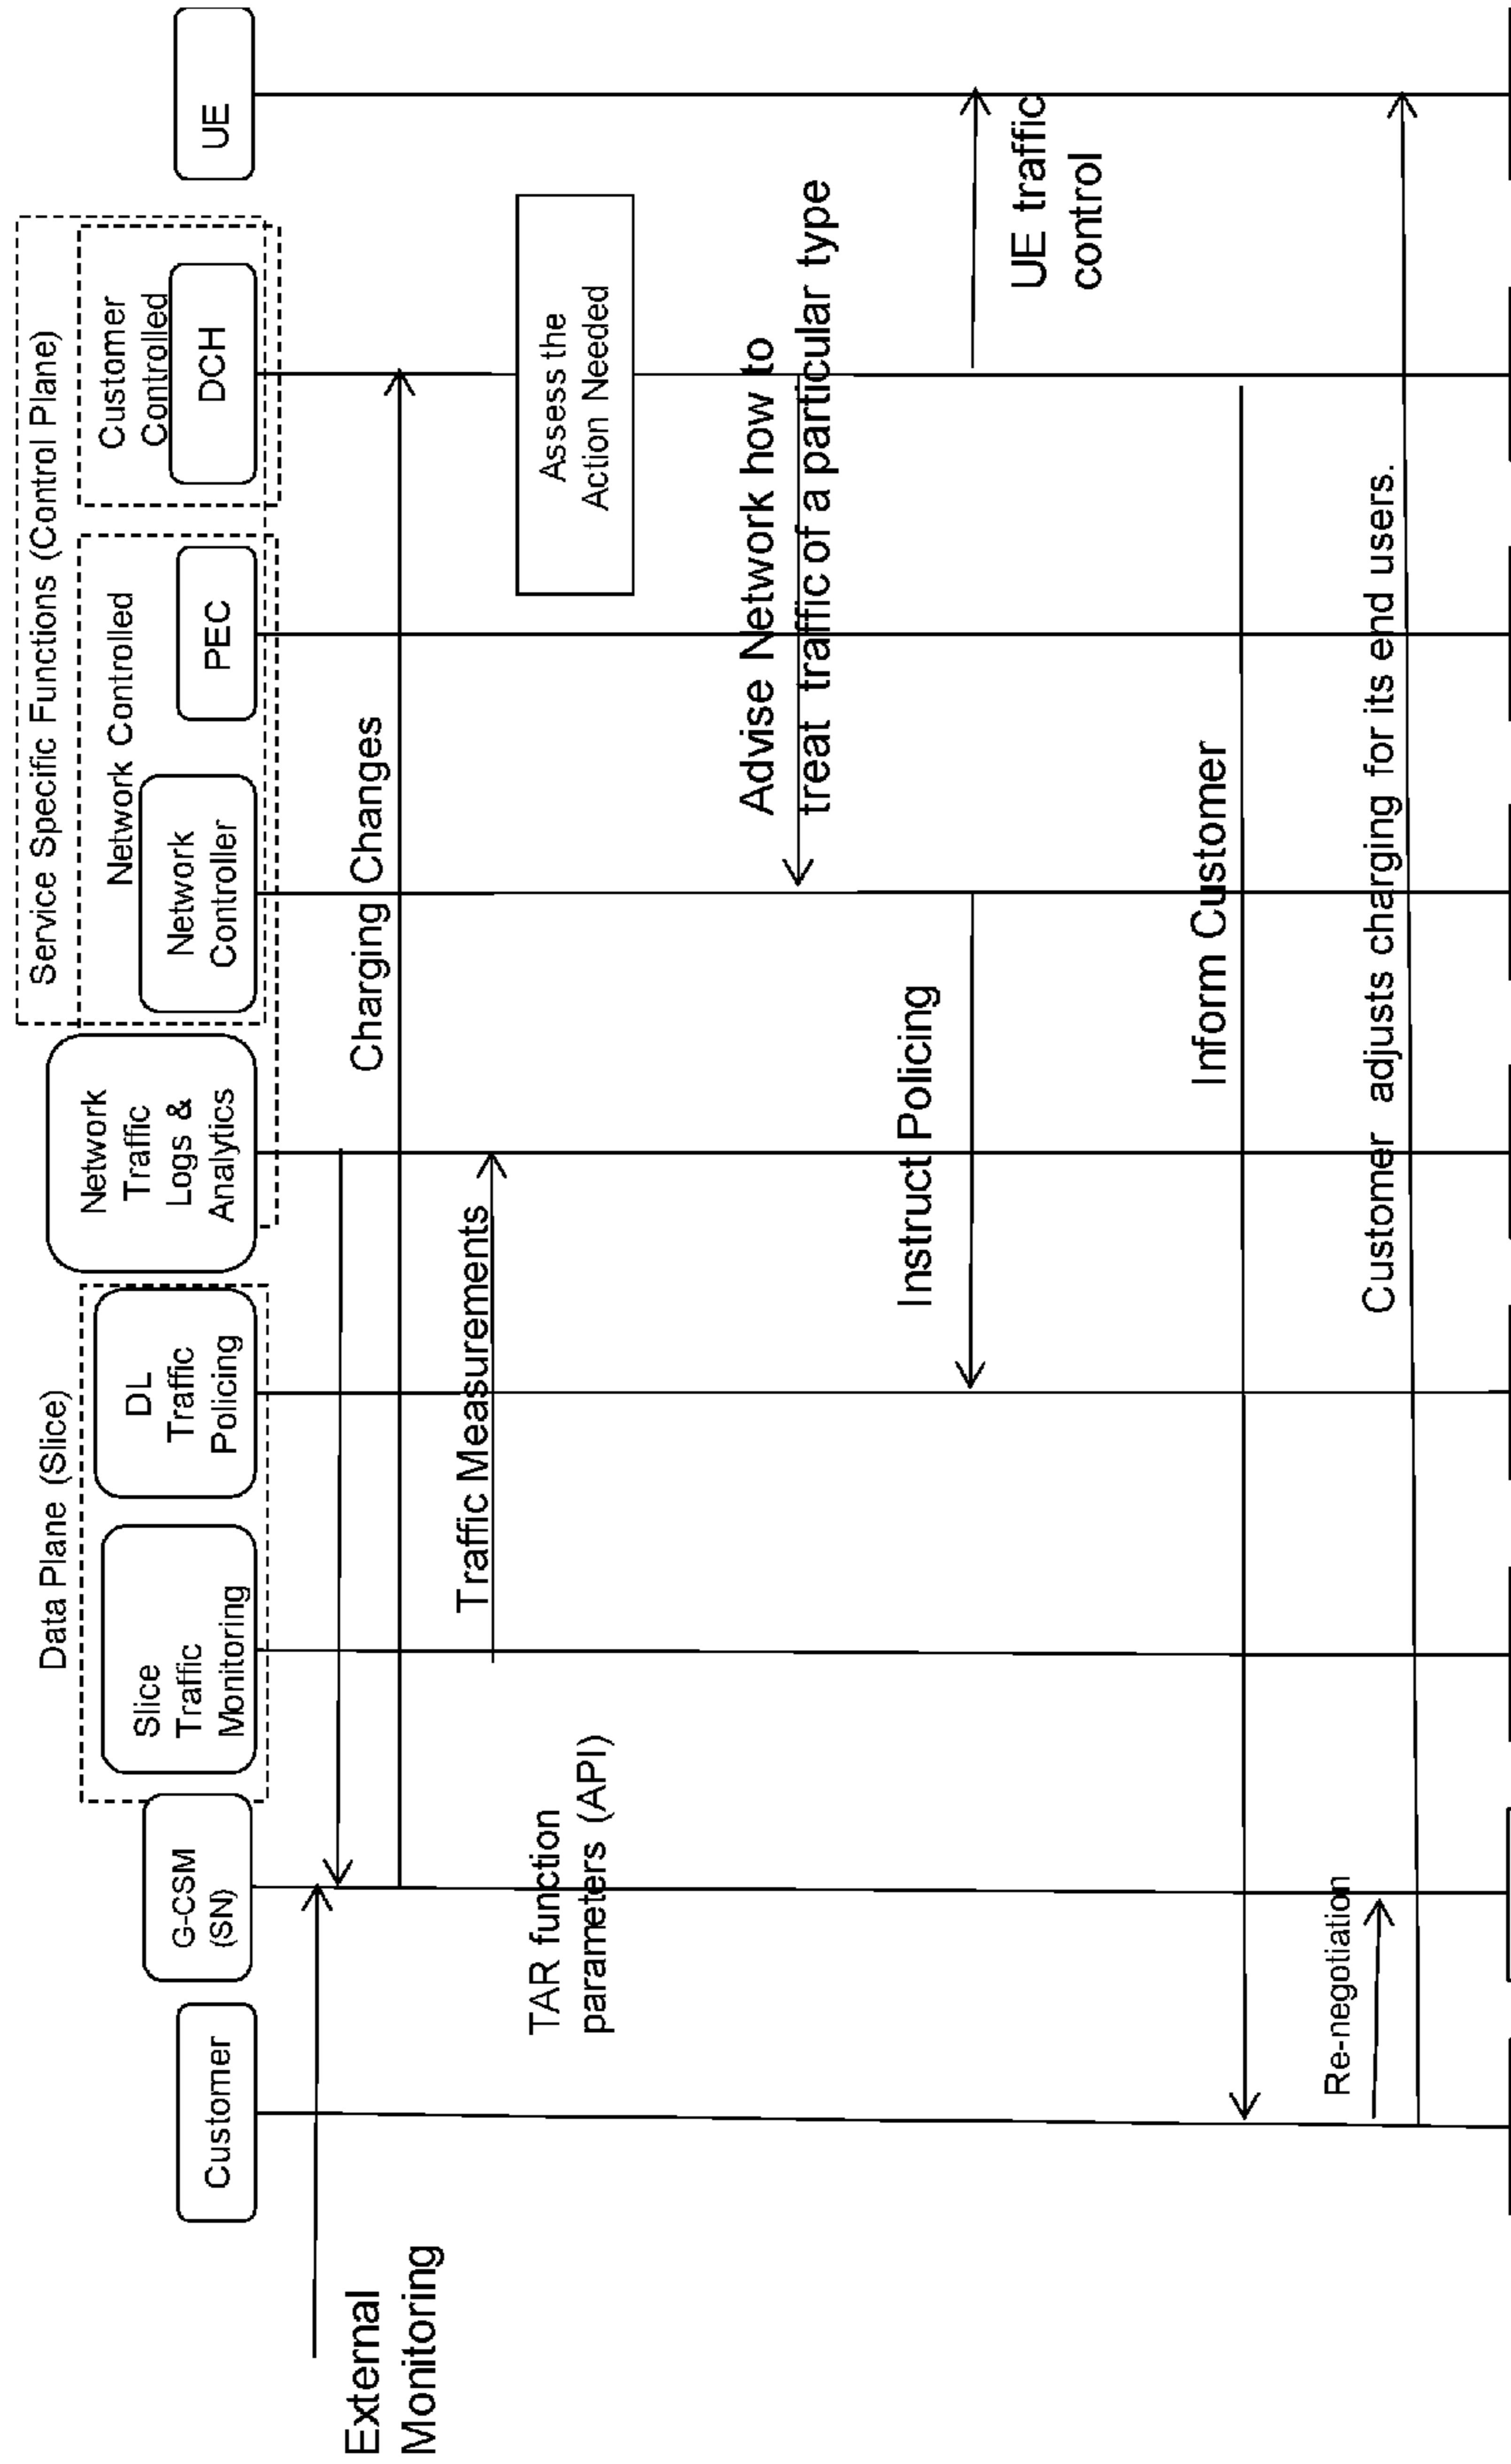 Service Specific Functions (Control Plane)
Data Plane (Slice)
Network Controlled
Customer
Controlled
Customer
G-CSM
(SN)
Slice
Traffic
Monitoring
DL
Traffic
Policing
Network
Traffic
Logs &
Analytics
Network
Controller
PEC
DCH
UE
External
Monitoring
Charging Changes
Traffic Measurements
TAR function
parameters (API)
Assess the
Action Needed
Advise Network how to
treat traffic of a particular type
Instruct Policing
UE traffic
control
Inform Customer
Re-negotiation
Customer adjusts charging for its end users.